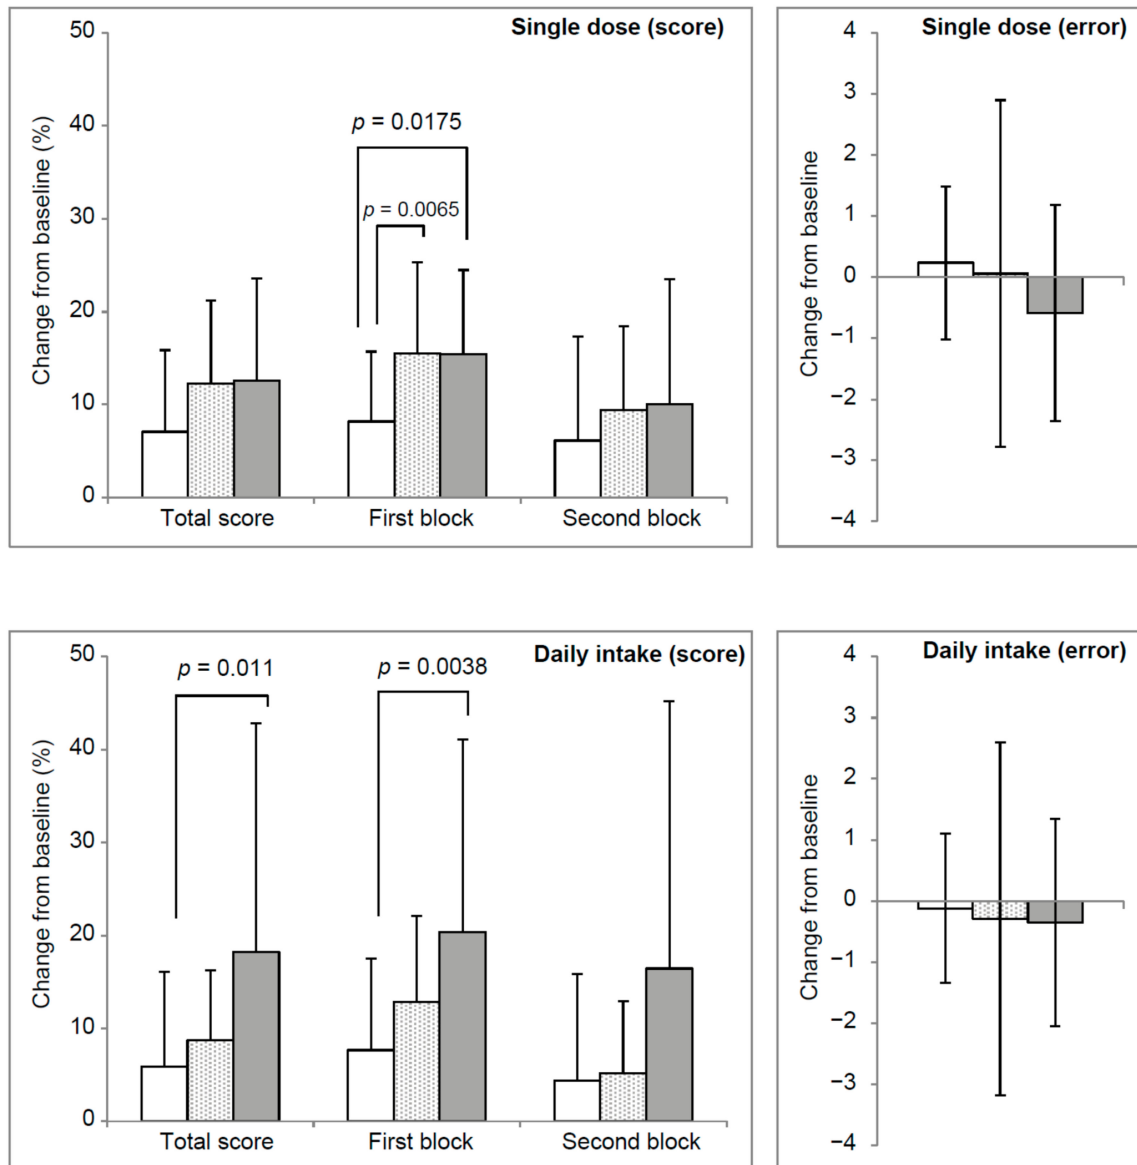 Single dose (score)
Change from baseline (%)
50
40
30
20
10
0
p = 0.0175
p = 0.0065
Total score
First block
Second block
Single dose (error)
Change from baseline
4
3
2
1
0
−1
−2
−3
−4
Daily intake (score)
Change from baseline (%)
50
40
30
20
10
0
p = 0.011
p = 0.0038
Total score
First block
Second block
Daily intake (error)
Change from baseline
4
3
2
1
0
−1
−2
−3
−4